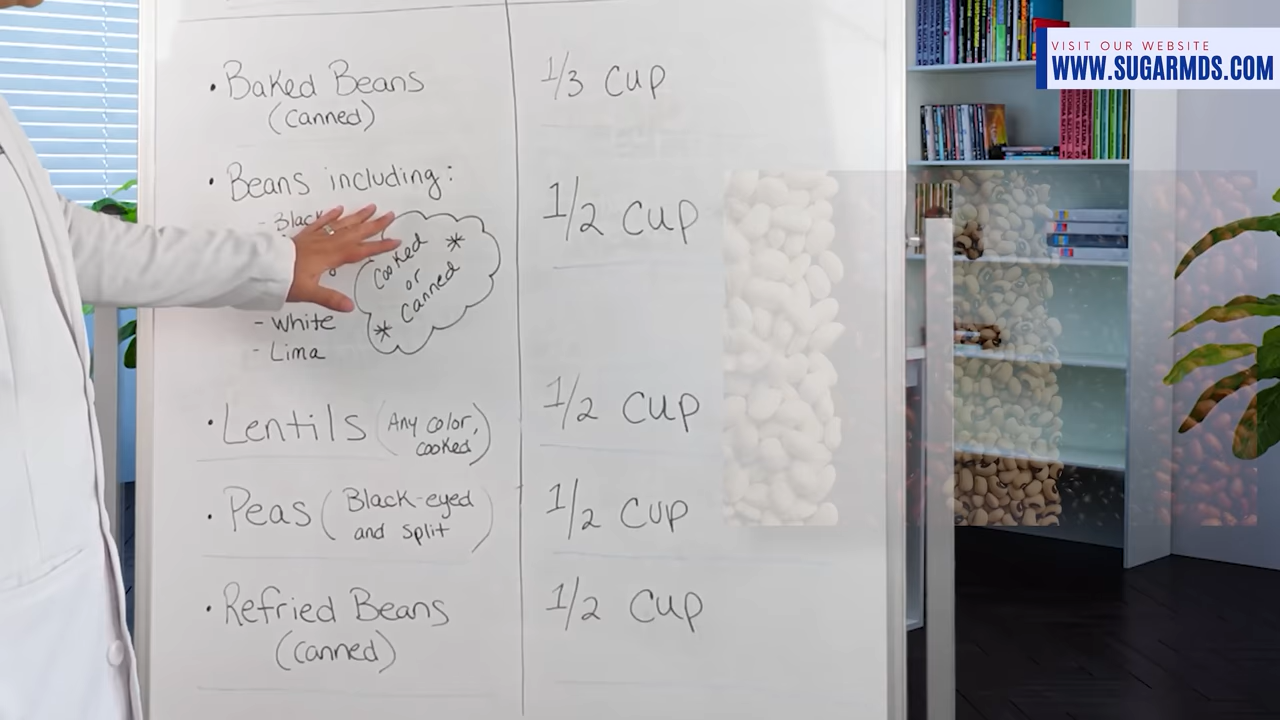 VISIT OUR WEBSITE
WWW.SUGARMDS.COM
• Baked Beans 1/3 cup
(canned)
• Beans including: 1/2 cup
- Black
cooked *
or
* canned
- White
- Lima
• Lentils (Any color, cooked) 1/2 cup
• Peas (Black-eyed and split) 1/2 cup
• Refried Beans 1/2 cup
(canned)